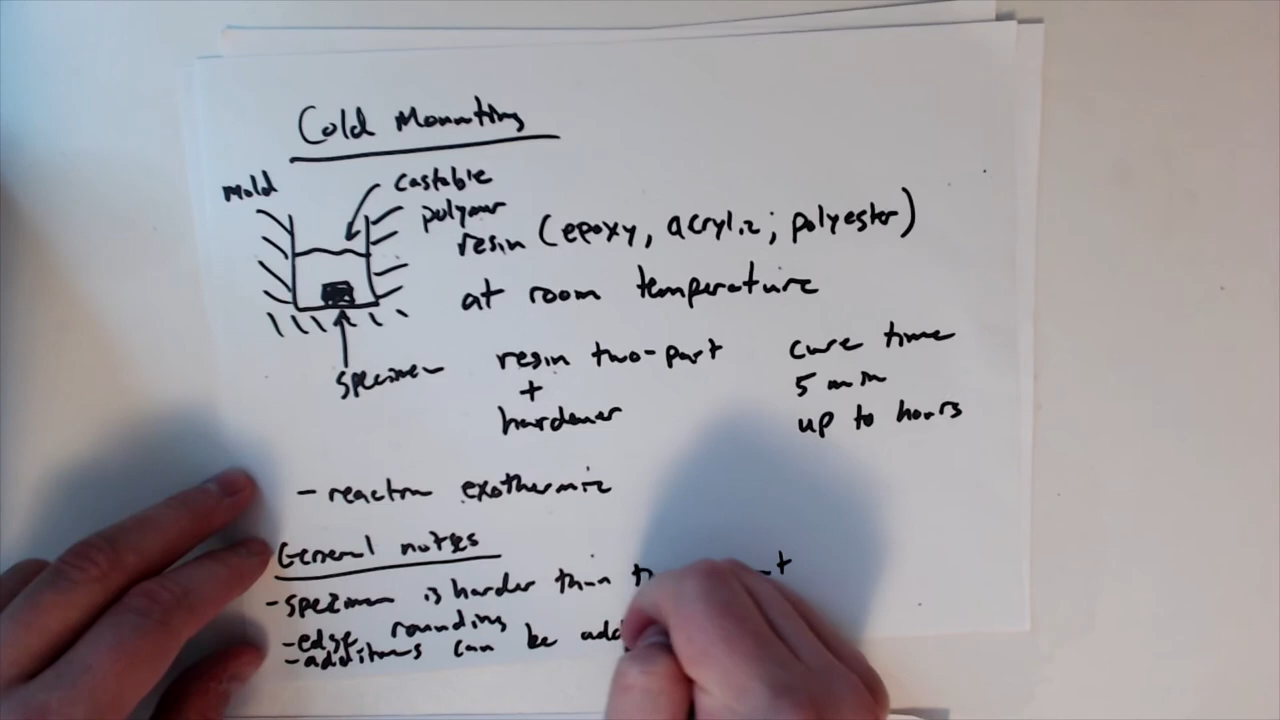 Cold Mounting
mold
castable
polymer
resin (epoxy, acrylic, polyester)
at room temperature
specimen
resin two-part
+
hardener
cure time
5 min
up to hours
- reaction exothermic
General notes
- specimen is harder than
- edge rounding
- additions can be